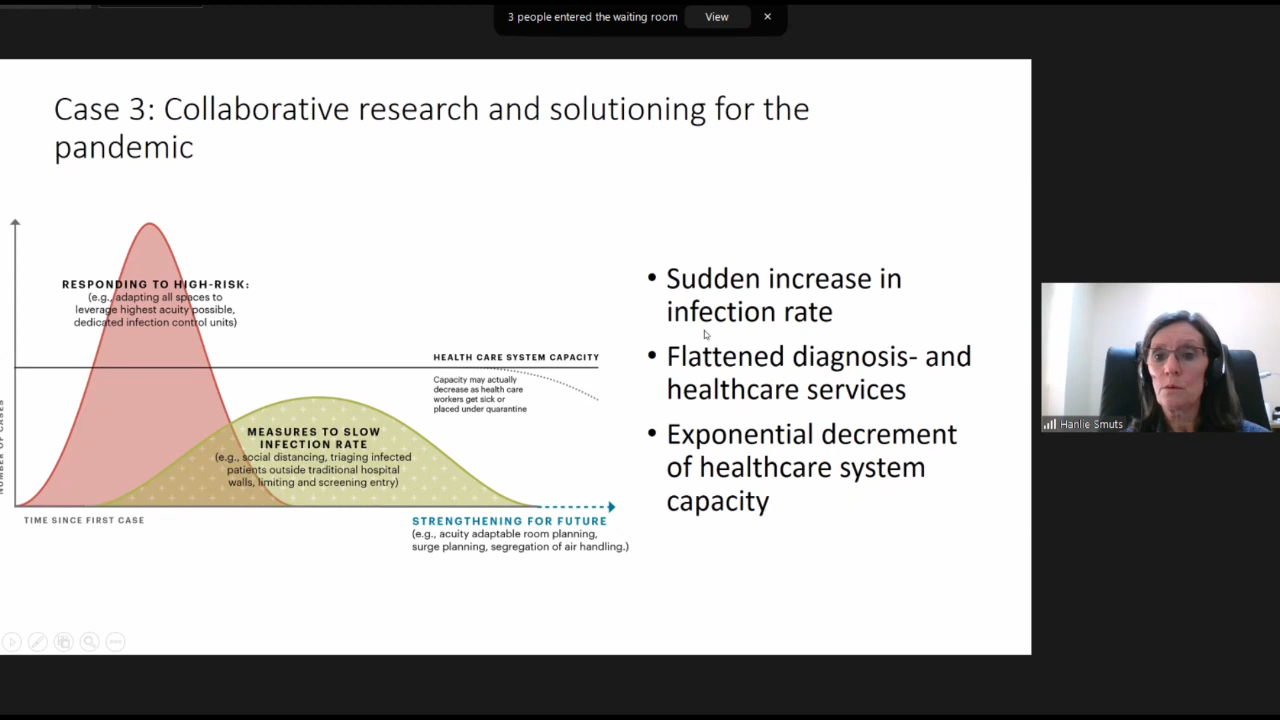 3 people entered the waiting room
View
Case 3: Collaborative research and solutioning for the
pandemic
RESPONDING TO HIGH-RISK:
(e.g., adapting all spaces to
leverage highest acuity possible,
dedicated infection control units)
HEALTH CARE SYSTEM CAPACITY
Capacity may actually
decrease as health care
workers get sick or
placed under quarantine
MEASURES TO SLOW
INFECTION RATE
(e.g., social distancing, triaging infected
patients outside traditional hospital
walls, limiting and screening entry)
NUMBER OF CASES
TIME SINCE FIRST CASE
STRENGTHENING FOR FUTURE
(e.g., acuity adaptable room planning,
surge planning, segregation of air handling.)
• Sudden increase in
infection rate
• Flattened diagnosis- and
healthcare services
• Exponential decrement
of healthcare system
capacity
Hanlie Smuts